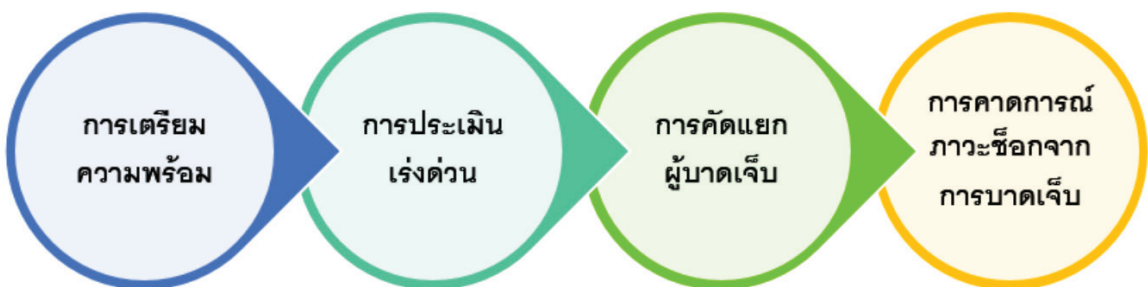 การเตรียม
ความพร้อม
การประเมิน
เร่งด่วน
การคัดแยก
ผู้บาดเจ็บ
การคาดการณ์
ภาวะช็อกจาก
การบาดเจ็บ